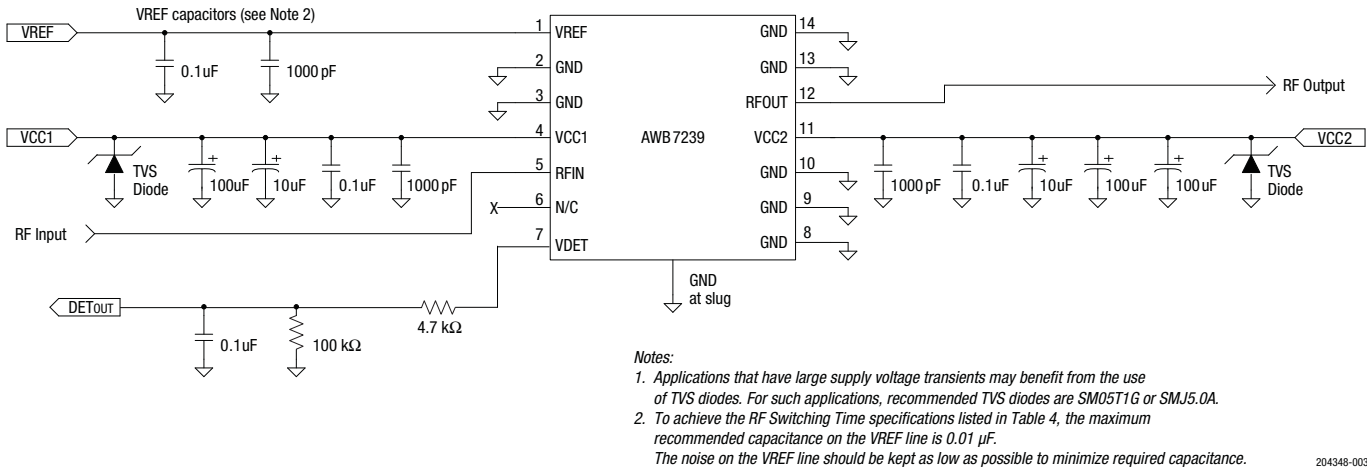 VREF capacitors (see Note 2)
VREF
0.1uF
1000 pF
1 VREF
2 GND
3 GND
VCC1
4 VCC1
TVS
Diode
100uF
10uF
0.1uF
1000 pF
5 RFIN
6 N/C
X
RF Input
7 VDET
AWB7239
GND 14
GND 13
RFOUT 12
RF Output
VCC2 11
VCC2
GND 10
1000 pF
0.1uF
10uF
100uF
100uF
TVS
Diode
GND 9
GND 8
GND
at slug
DETOUT
0.1uF
100 kΩ
4.7 kΩ
Notes:
1. Applications that have large supply voltage transients may benefit from the use
of TVS diodes. For such applications, recommended TVS diodes are SM05T1G or SMJ5.0A.
2. To achieve the RF Switching Time specifications listed in Table 4, the maximum
recommended capacitance on the VREF line is 0.01 µF.
The noise on the VREF line should be kept as low as possible to minimize required capacitance.
204348-003